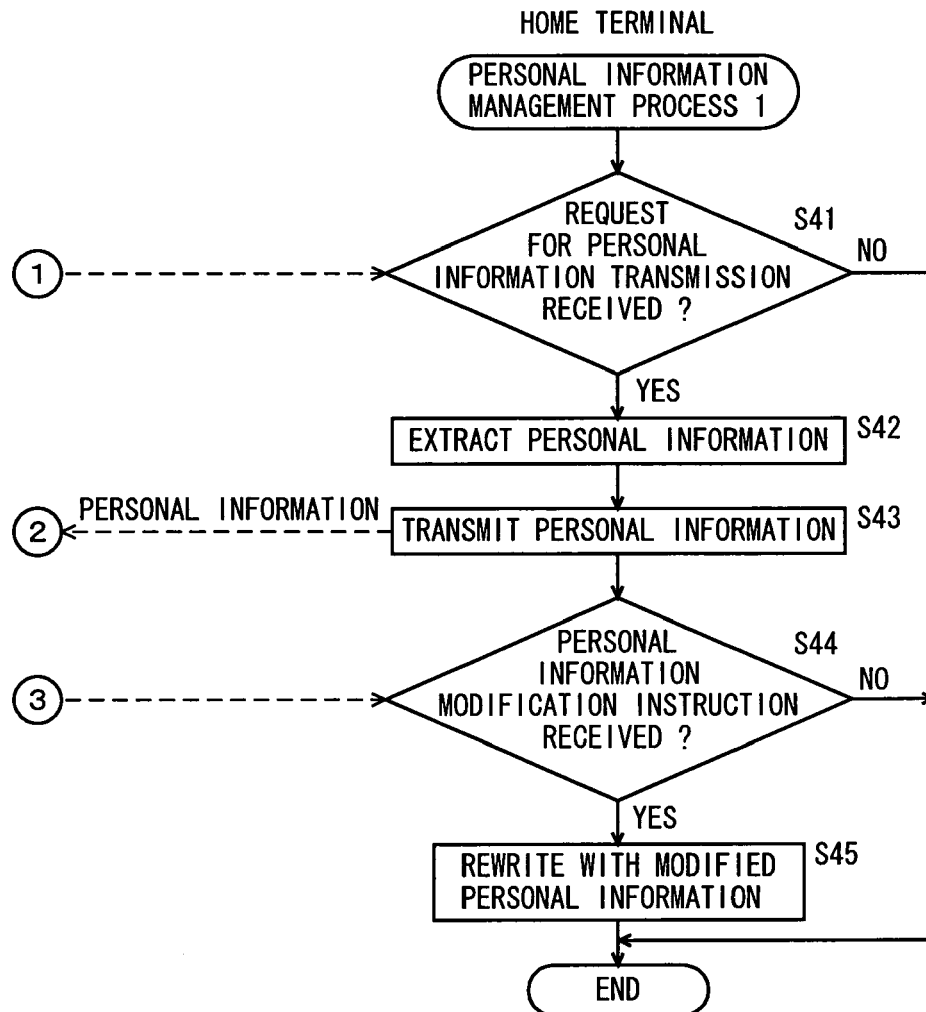 HOME TERMINAL
PERSONAL INFORMATION
MANAGEMENT PROCESS 1
REQUEST
FOR PERSONAL
INFORMATION TRANSMISSION
RECEIVED ?
S41
NO
1
YES
EXTRACT PERSONAL INFORMATION
S42
PERSONAL INFORMATION
2
TRANSMIT PERSONAL INFORMATION
S43
PERSONAL
INFORMATION
MODIFICATION INSTRUCTION
RECEIVED ?
S44
NO
3
YES
REWRITE WITH MODIFIED
PERSONAL INFORMATION
S45
END